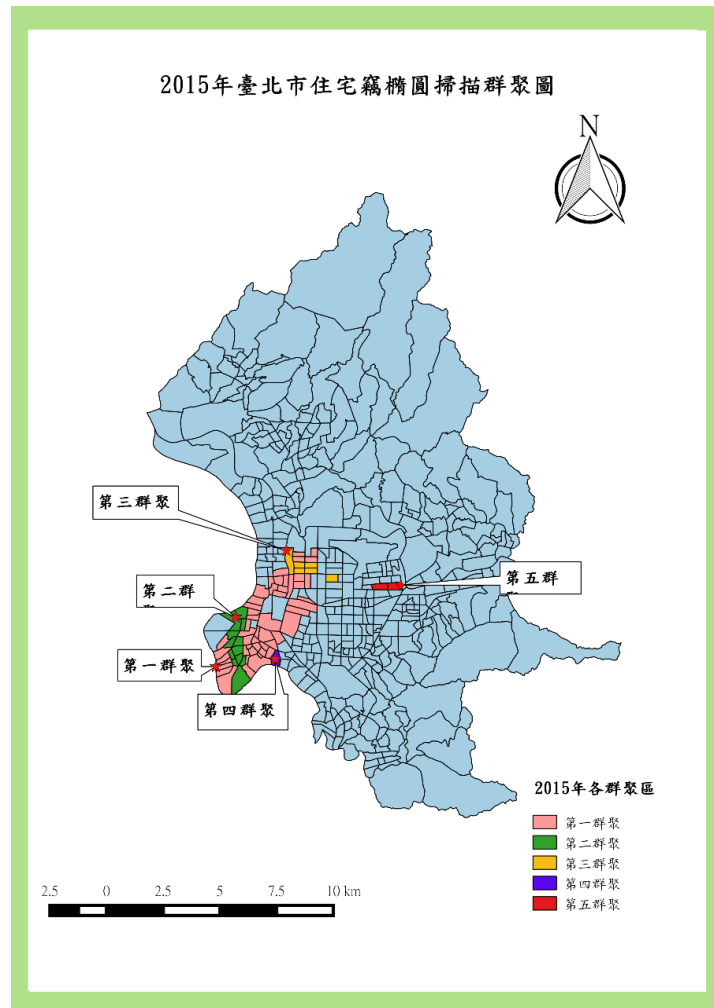 2015年臺北市住宅竊橢圓掃描群聚圖
N
第三群聚
第二群
第五群
第一群聚
第四群聚
2015年各群聚區
第一群聚
第二群聚
第三群聚
第四群聚
第五群聚
2.5 0 2.5 5 7.5 10 km